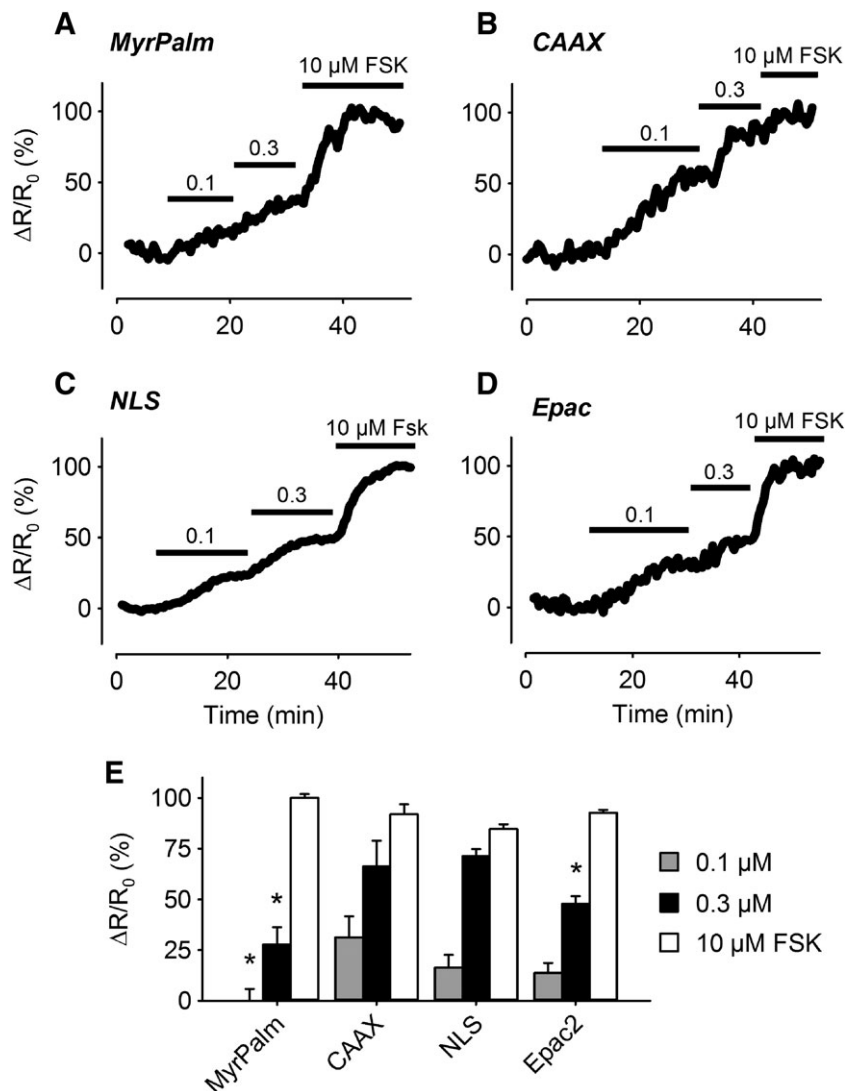 A
MyrPalm
10 µM FSK
0.3
0.1
100
50
0
ΔR/R0 (%)
0 20 40
B
CAAX
10 µM FSK
0.3
0.1
100
50
0
0 20 40
C
NLS
10 µM Fsk
0.3
0.1
100
50
0
ΔR/R0 (%)
0 20 40
Time (min)
D
Epac
10 µM FSK
0.3
0.1
100
50
0
0 20 40
Time (min)
E
100
75
50
25
0
ΔR/R0 (%)
* * *
MyrPalm
CAAX
NLS
Epac2
0.1 µM
0.3 µM
10 µM FSK